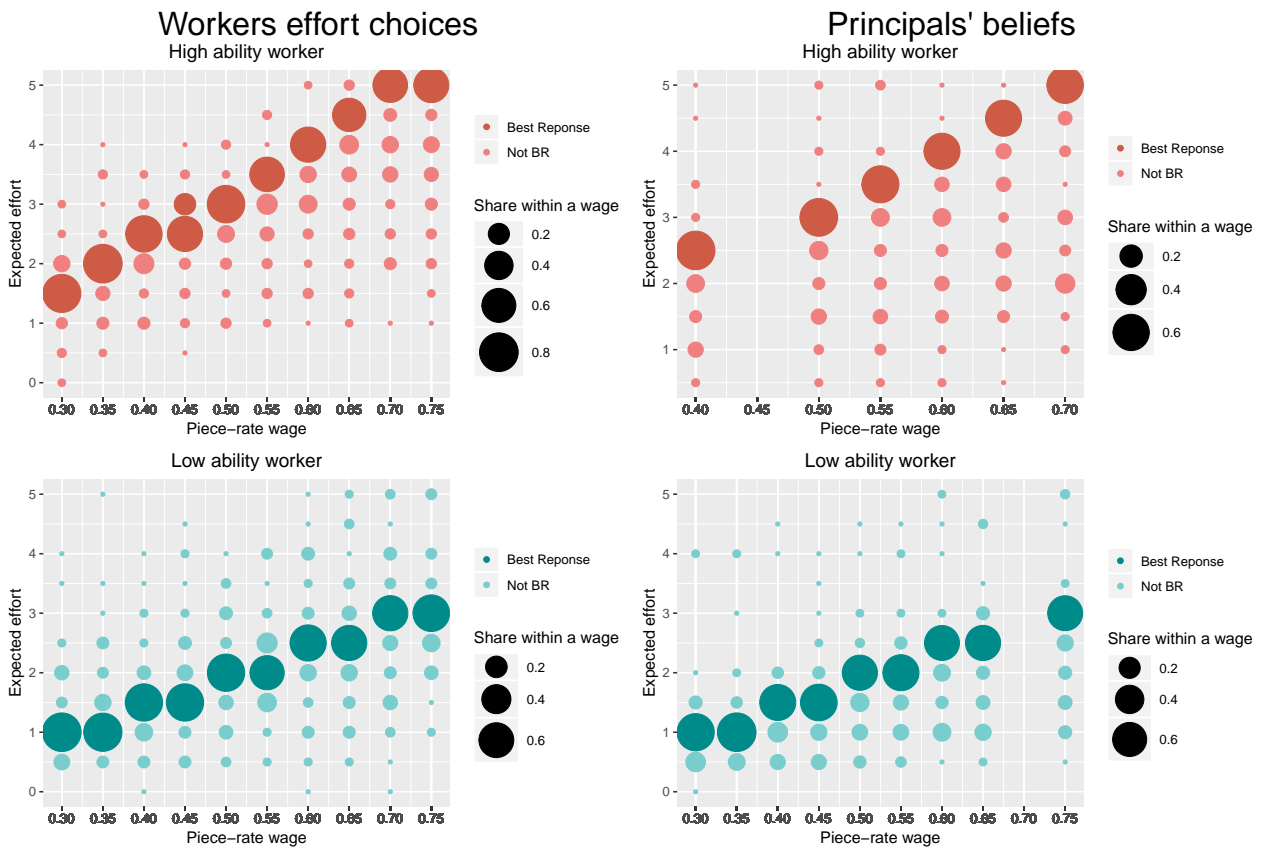 Workers effort choices
High ability worker
Expected effort
5
4
3
2
1
0
0.30 0.35 0.40 0.45 0.50 0.55 0.60 0.65 0.70 0.75
Piece−rate wage
Best Reponse
Not BR
Share within a wage
0.2
0.4
0.6
0.8
Principals' beliefs
High ability worker
Expected effort
5
4
3
2
1
0.40 0.45 0.50 0.55 0.60 0.65 0.70
Piece−rate wage
Best Reponse
Not BR
Share within a wage
0.2
0.4
0.6
Low ability worker
Expected effort
5
4
3
2
1
0
0.30 0.35 0.40 0.45 0.50 0.55 0.60 0.65 0.70 0.75
Piece−rate wage
Best Reponse
Not BR
Share within a wage
0.2
0.4
0.6
Low ability worker
Expected effort
5
4
3
2
1
0
0.30 0.35 0.40 0.45 0.50 0.55 0.60 0.65 0.70 0.75
Piece−rate wage
Best Reponse
Not BR
Share within a wage
0.2
0.4
0.6